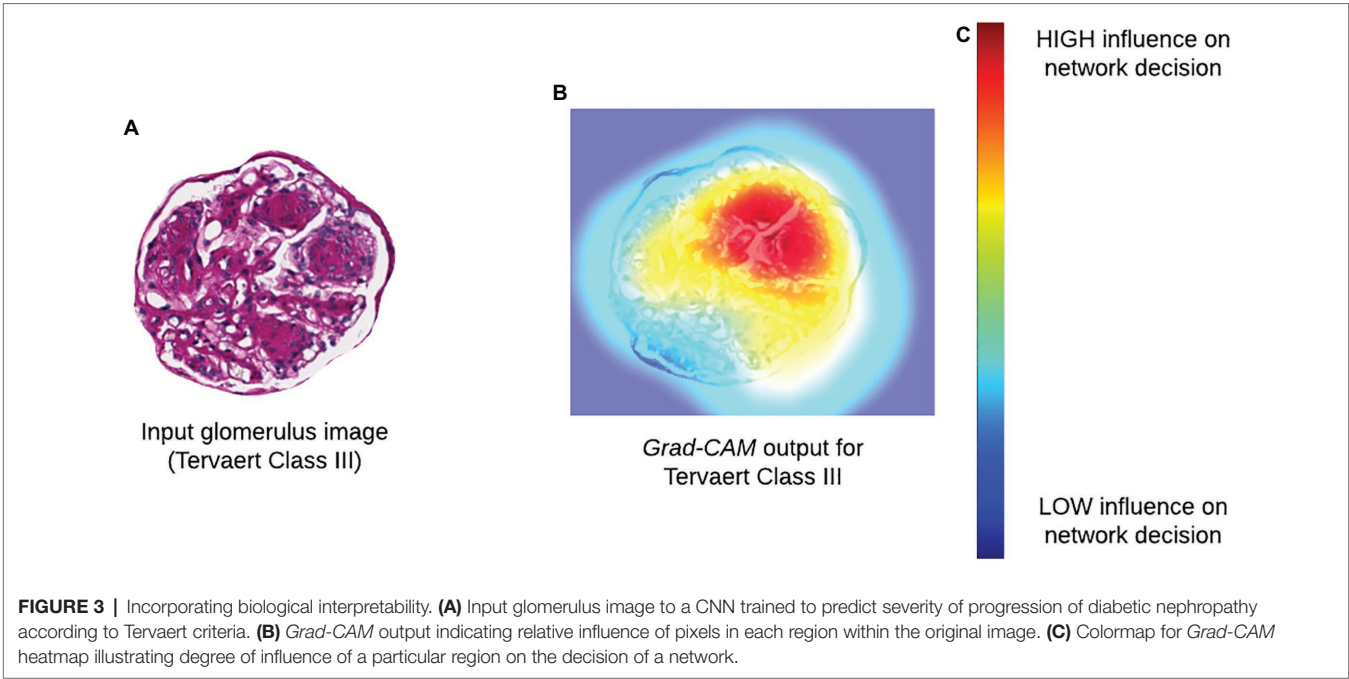 A
Input glomerulus image
(Tervaert Class III)
B
Grad-CAM output for
Tervaert Class III
C
HIGH influence on
network decision
LOW influence on
network decision
FIGURE 3 | Incorporating biological interpretability. (A) Input glomerulus image to a CNN trained to predict severity of progression of diabetic nephropathy
according to Tervaert criteria. (B) Grad-CAM output indicating relative influence of pixels in each region within the original image. (C) Colormap for Grad-CAM
heatmap illustrating degree of influence of a particular region on the decision of a network.